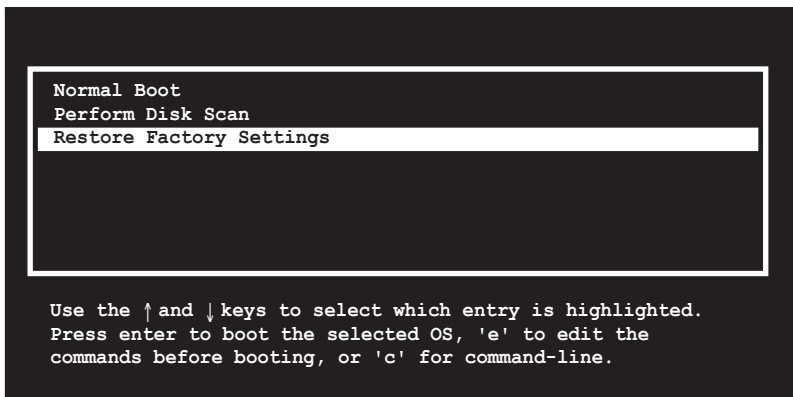 Normal Boot
Perform Disk Scan
Restore Factory Settings
Use the ↑ and ↓ keys to select which entry is highlighted.
Press enter to boot the selected OS, 'e' to edit the
commands before booting, or 'c' for command-line.